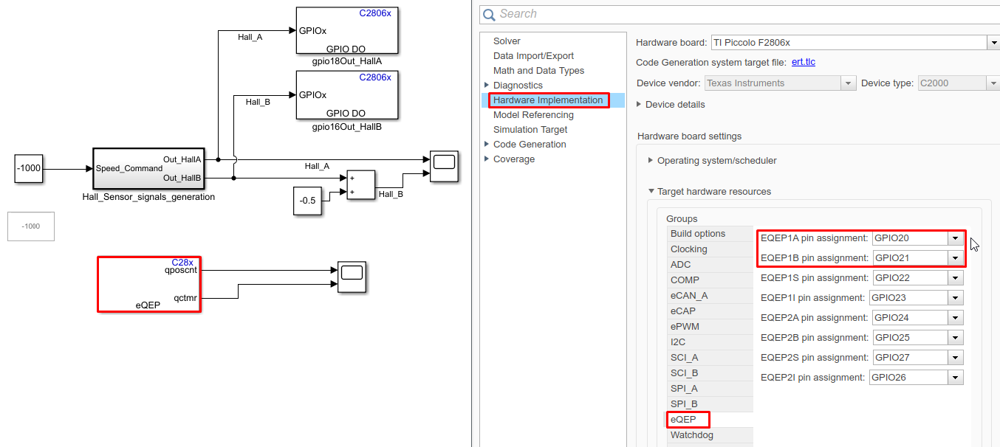 C2806x
GPIOx
GPIO DO
gpio18Out_HallA
Hall_A
C2806x
GPIOx
GPIO DO
gpio16Out_HallB
Hall_B
-1000
Speed_Command
Out_HallA
Out_HallB
Hall_Sensor_signals_generation
Hall_A
+
+
-0.5
Hall_B
-1000
C28x
qposcnt
qctmr
eQEP
Search
Solver
Data Import/Export
Math and Data Types
Diagnostics
Hardware Implementation
Model Referencing
Simulation Target
Code Generation
Coverage
Hardware board: TI Piccolo F2806x
Code Generation system target file: ert.tlc
Device vendor: Texas Instruments Device type: C2000
Device details
Hardware board settings
Operating system/scheduler
Target hardware resources
Groups
Build options
Clocking
ADC
COMP
eCAN_A
eCAP
ePWM
I2C
SCI_A
SCI_B
SPI_A
SPI_B
eQEP
Watchdog
EQEP1A pin assignment: GPIO20
EQEP1B pin assignment: GPIO21
EQEP1S pin assignment: GPIO22
EQEP1I pin assignment: GPIO23
EQEP2A pin assignment: GPIO24
EQEP2B pin assignment: GPIO25
EQEP2S pin assignment: GPIO27
EQEP2I pin assignment: GPIO26